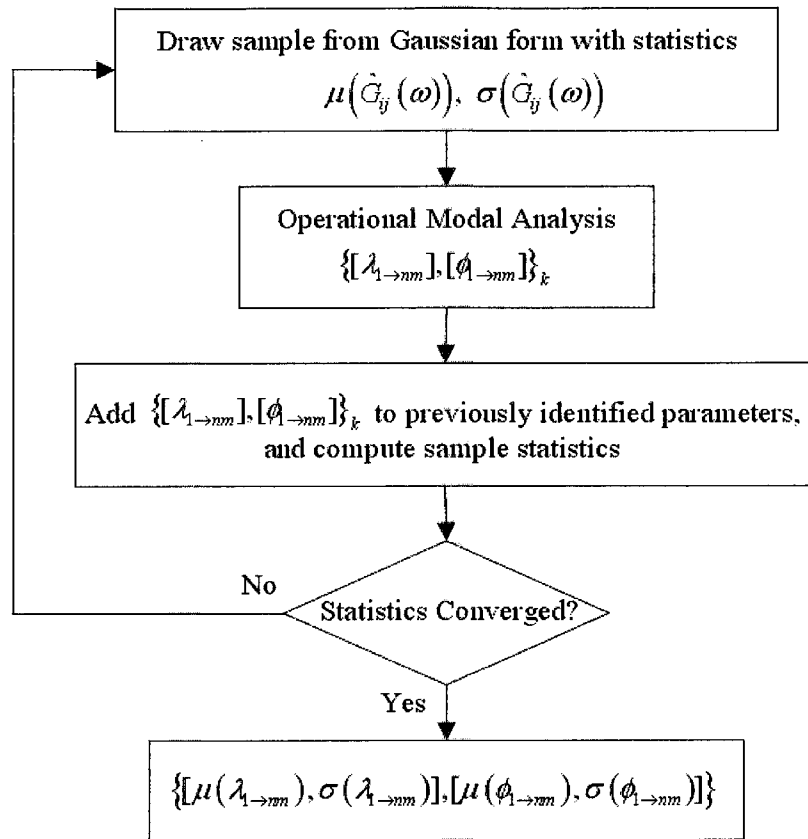 Draw sample from Gaussian form with statistics
μ(Ĝij(ω)), σ(Ĝij(ω))
Operational Modal Analysis
{[λ1→nm],[ϕ1→nm]}k
Add {[λ1→nm],[ϕ1→nm]}k to previously identified parameters,
and compute sample statistics
No
Statistics Converged?
Yes
{[μ(λ1→nm),σ(λ1→nm)],[μ(ϕ1→nm),σ(ϕ1→nm)]}